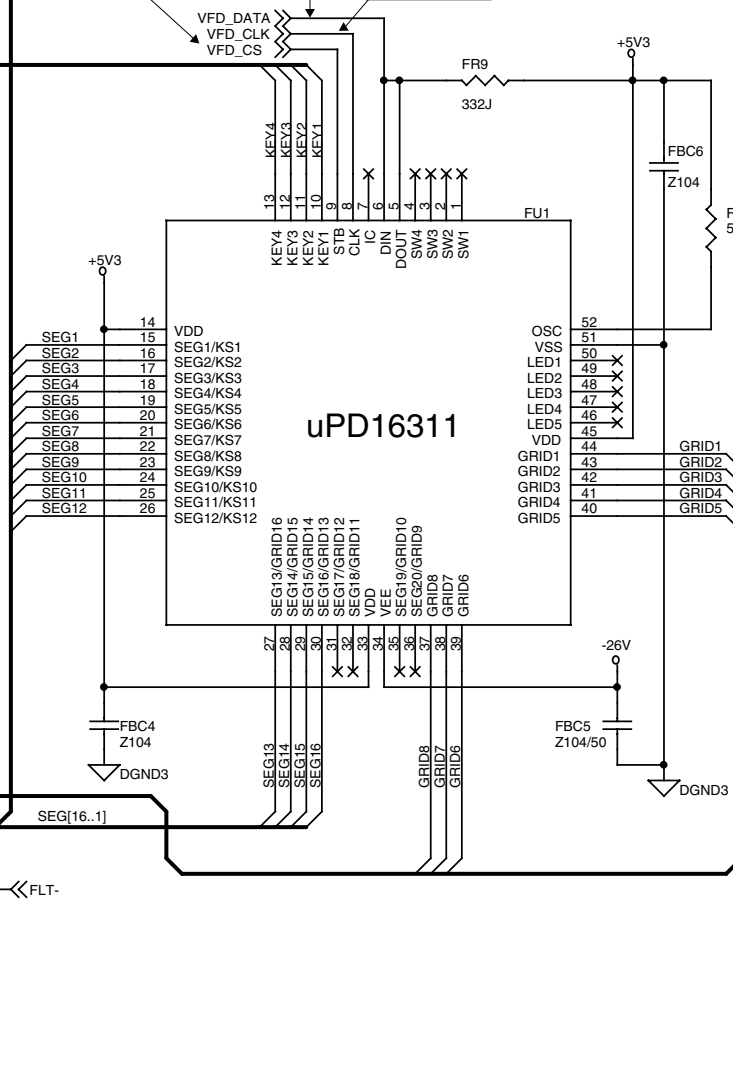 VFD_DATA
VFD_CLK
VFD_CS
+5V3
FR9
332J
FBC6
Z104
KEY4
KEY3
KEY2
KEY1
13
12
11
10
9
8
7
6
5
4
3
2
1
FU1
F
5
KEY4
KEY3
KEY2
KEY1
STB
CLK
IC
DIN
DOUT
SW4
SW3
SW2
SW1
+5V3
14 VDD
SEG1 15 SEG1/KS1
SEG2 16 SEG2/KS2
SEG3 17 SEG3/KS3
SEG4 18 SEG4/KS4
SEG5 19 SEG5/KS5
SEG6 20 SEG6/KS6
SEG7 21 SEG7/KS7
SEG8 22 SEG8/KS8
SEG9 23 SEG9/KS9
SEG10 24 SEG10/KS10
SEG11 25 SEG11/KS11
SEG12 26 SEG12/KS12
uPD16311
OSC 52
VSS 51
LED1 50
LED2 49
LED3 48
LED4 47
LED5 46
VDD 45
GRID1 44 GRID1
GRID2 43 GRID2
GRID3 42 GRID3
GRID4 41 GRID4
GRID5 40 GRID5
SEG13/GRID16
SEG14/GRID15
SEG15/GRID14
SEG16/GRID13
SEG17/GRID12
SEG18/GRID11
VDD
VEE
SEG19/GRID10
SEG20/GRID9
GRID8
GRID7
GRID6
27
28
29
30
31
32
33
34
35
36
37
38
39
-26V
FBC4
Z104
DGND3
FBC5
Z104/50
DGND3
SEG13
SEG14
SEG15
SEG16
GRID8
GRID7
GRID6
SEG[16..1]
FLT-